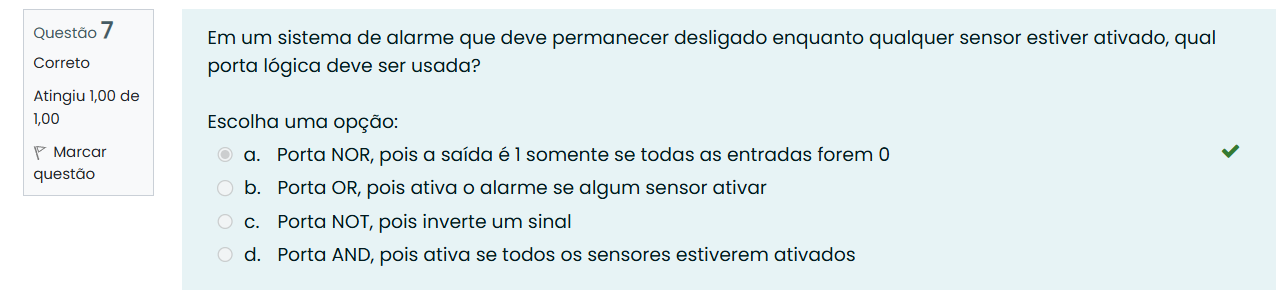 Questão 7
Correto
Atingiu 1,00 de
1,00
Marcar
questão
Em um sistema de alarme que deve permanecer desligado enquanto qualquer sensor estiver ativado, qual
porta lógica deve ser usada?
Escolha uma opção:
a. Porta NOR, pois a saída é 1 somente se todas as entradas forem 0
b. Porta OR, pois ativa o alarme se algum sensor ativar
c. Porta NOT, pois inverte um sinal
d. Porta AND, pois ativa se todos os sensores estiverem ativados